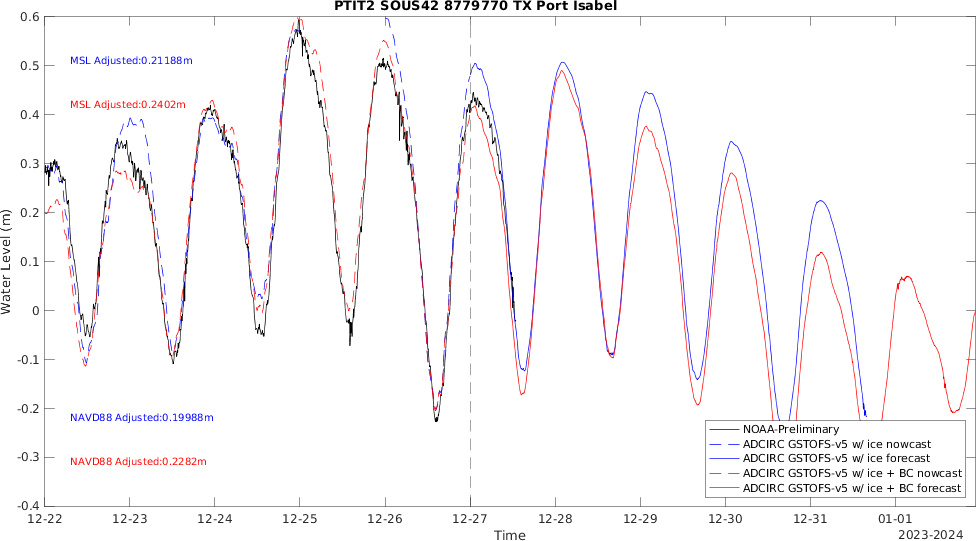 PTIT2 SOUS42 8779770 TX Port Isabel
0.6
0.5
0.4
0.3
0.2
0.1
0
-0.1
-0.2
-0.3
-0.4
Water Level (m)
MSL Adjusted:0.21188m
MSL Adjusted:0.2402m
NAVD88 Adjusted:0.19988m
NAVD88 Adjusted:0.2282m
NOAA-Preliminary
ADCIRC GSTOFS-v5 w/ ice nowcast
ADCIRC GSTOFS-v5 w/ ice forecast
ADCIRC GSTOFS-v5 w/ ice + BC nowcast
ADCIRC GSTOFS-v5 w/ ice + BC forecast
12-22 12-23 12-24 12-25 12-26 12-27 12-28 12-29 12-30 12-31 01-01
Time
2023-2024